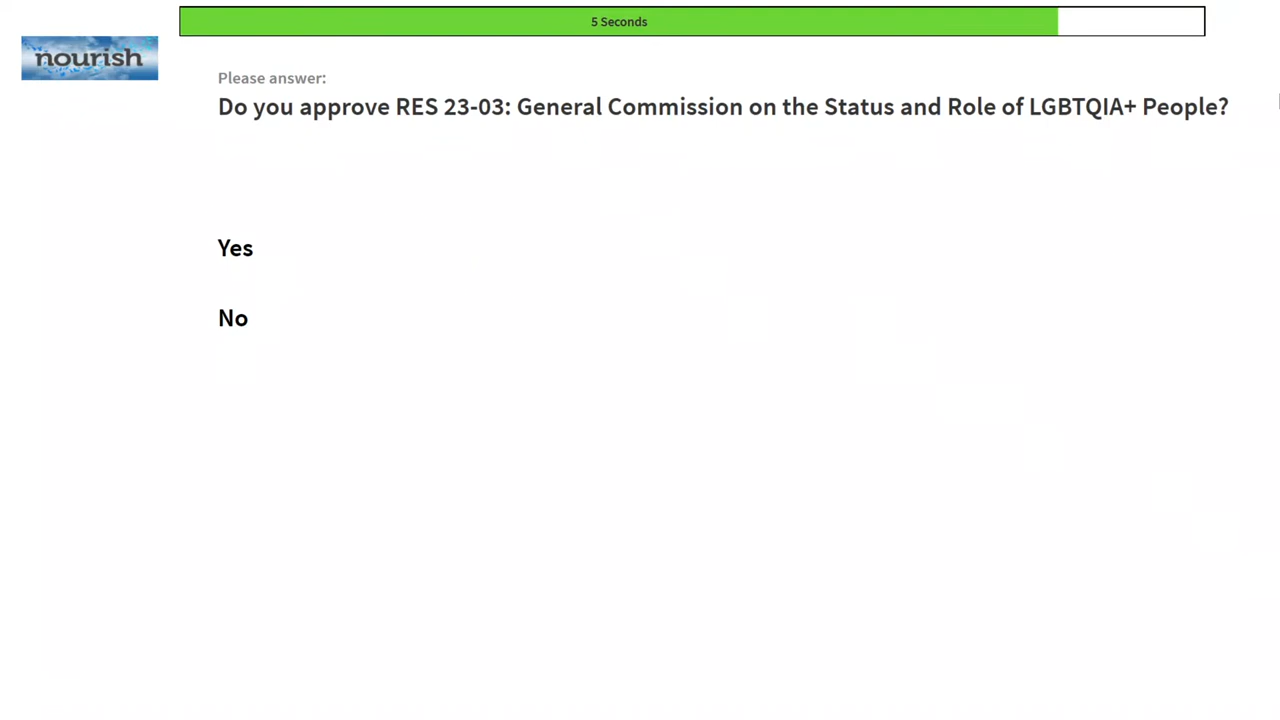 5 Seconds
nourish
Please answer:
Do you approve RES 23-03: General Commission on the Status and Role of LGBTQIA+ People?
Yes
No